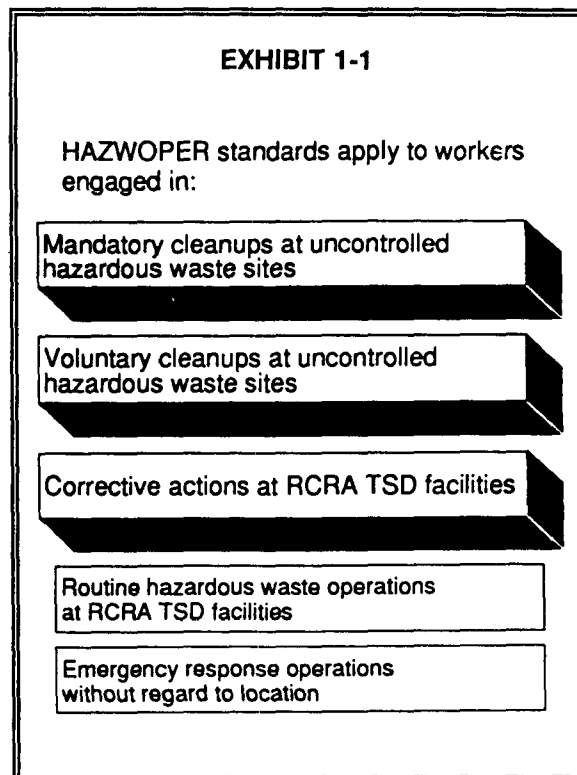 EXHIBIT 1-1
HAZWOPER standards apply to workers
engaged in:
Mandatory cleanups at uncontrolled
hazardous waste sites
Voluntary cleanups at uncontrolled
hazardous waste sites
Corrective actions at RCRA TSD facilities
Routine hazardous waste operations
at RCRA TSD facilities
Emergency response operations
without regard to location